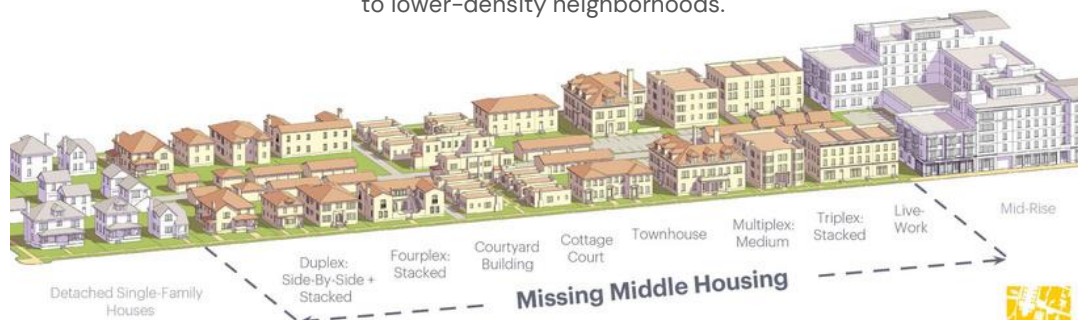 to lower-density neighborhoods.
Detached Single-Family
Houses
Duplex:
Side-By-Side +
Stacked
Fourplex:
Stacked
Courtyard
Building
Cottage
Court
Townhouse
Multiplex:
Medium
Triplex:
Stacked
Live-
Work
Mid-Rise
Missing Middle Housing